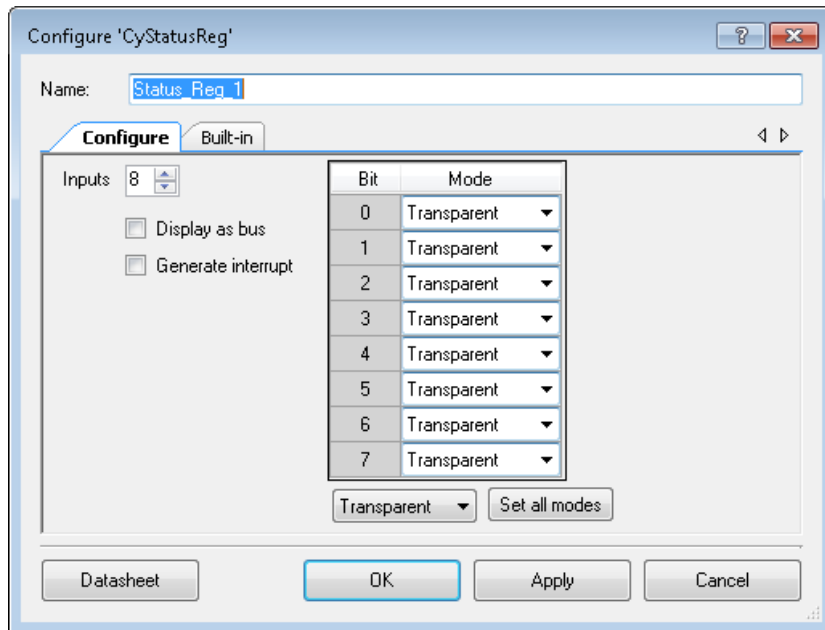 Configure 'CyStatusReg'
Name: Status_Reg_1
Configure Built-in
Inputs 8
Display as bus
Generate interrupt
Bit Mode
0 Transparent
1 Transparent
2 Transparent
3 Transparent
4 Transparent
5 Transparent
6 Transparent
7 Transparent
Transparent Set all modes
Datasheet OK Apply Cancel